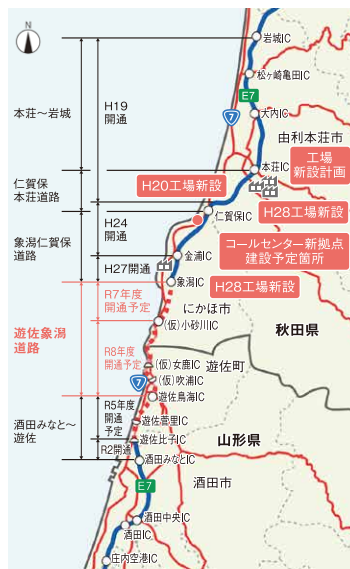 N
岩城IC
松ヶ崎亀田IC
E7
大内IC
7
本荘～岩城
H19
開通
由利本荘市
本荘IC
工場
新設計画
仁賀保
本荘道路
H20工場新設
H28工場新設
仁賀保IC
象潟仁賀保
道路
H24
開通
コールセンター新拠点
建設予定箇所
金浦IC
H27開通
象潟IC
H28工場新設
R7年度
開通予定
にかほ市
(仮)小砂川IC
秋田県
遊佐象潟
道路
R8年度
開通予定
(仮)女鹿IC
遊佐町
(仮)吹浦IC
7
遊佐鳥海IC
酒田みなと～
遊佐
R5年度
開通
予定
遊佐菅里IC
山形県
遊佐比子IC
R2開通
酒田みなとIC
E7
酒田市
酒田中央IC
酒田IC
庄内空港IC